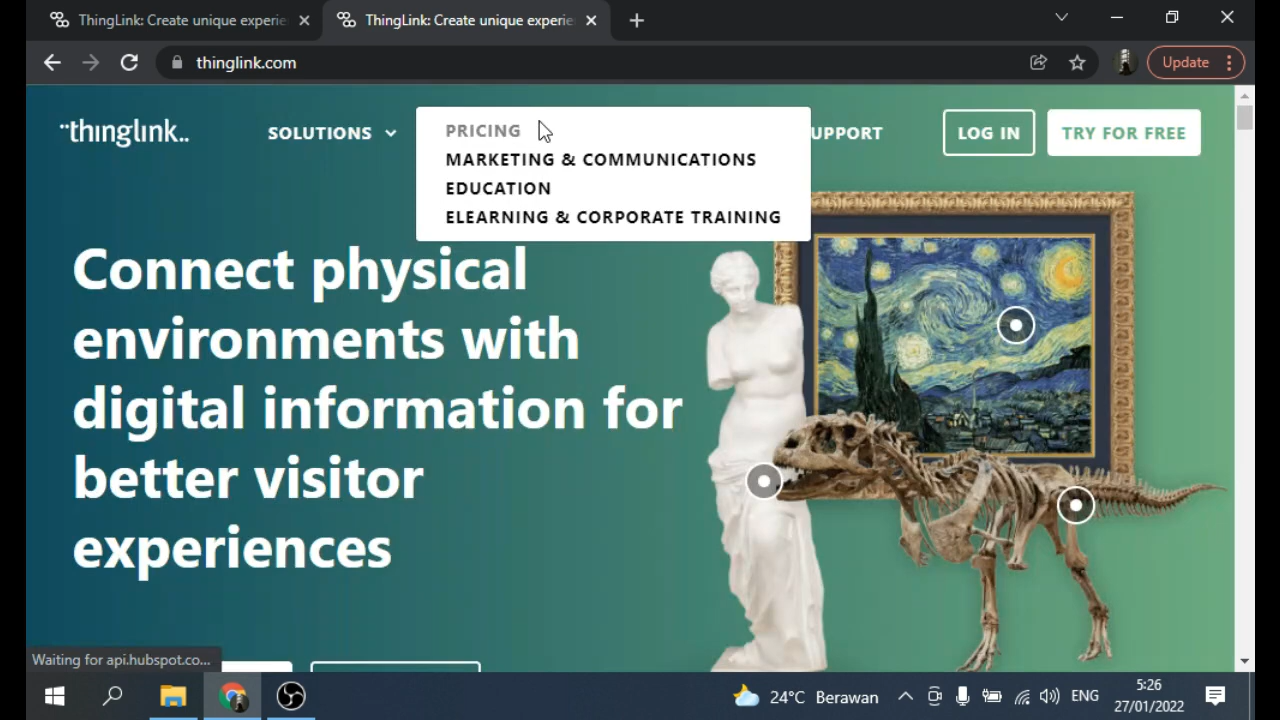 ThingLink: Create unique experie
ThingLink: Create unique experie
thinglink.com
Update
thinglink..
SOLUTIONS
UPPORT
LOG IN
TRY FOR FREE
PRICING
MARKETING & COMMUNICATIONS
EDUCATION
ELEARNING & CORPORATE TRAINING
Connect physical
environments with
digital information for
better visitor
experiences
Waiting for api.hubspot.co...
24°C Berawan
ENG
5:26
27/01/2022